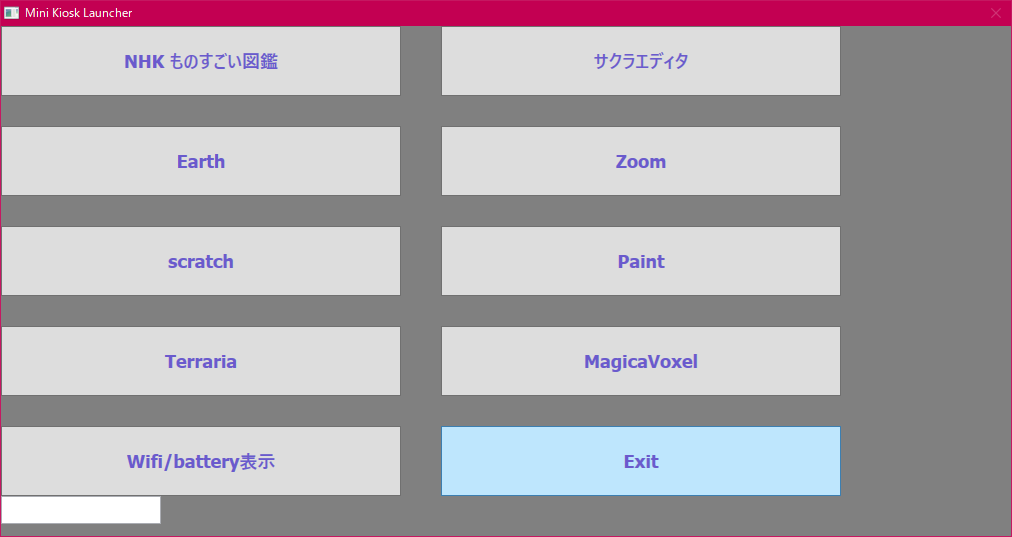 Mini Kiosk Launcher
NHK ものすごい図鑑
サクラエディタ
Earth
Zoom
scratch
Paint
Terraria
MagicaVoxel
Wifi/battery表示
Exit